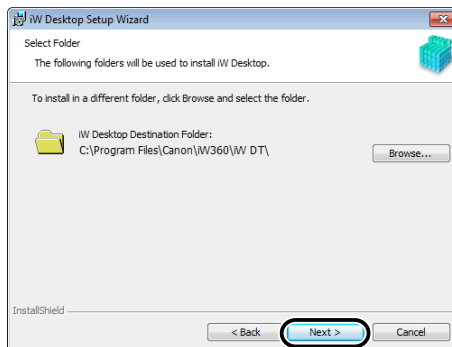 iW Desktop Setup Wizard
Select Folder
The following folders will be used to install iW Desktop.
To install in a different folder, click Browse and select the folder.
iW Desktop Destination Folder:
C:\Program Files\Canon\iW360\iW DT\
Browse...
InstallShield
< Back
Next >
Cancel